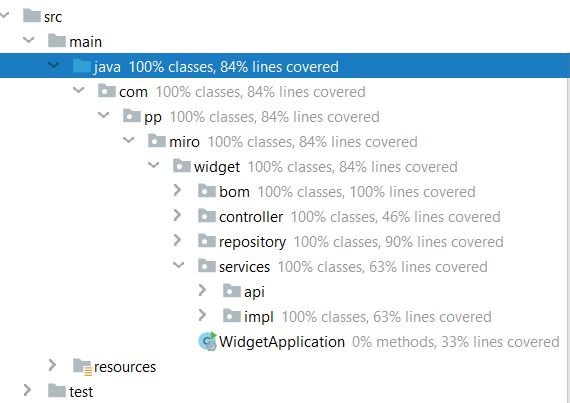 src
main
java 100% classes, 84% lines covered
com 100% classes, 84% lines covered
pp 100% classes, 84% lines covered
miro 100% classes, 84% lines covered
widget 100% classes, 84% lines covered
bom 100% classes, 100% lines covered
controller 100% classes, 46% lines covered
repository 100% classes, 90% lines covered
services 100% classes, 63% lines covered
api
impl 100% classes, 63% lines covered
WidgetApplication 0% methods, 33% lines covered
resources
test